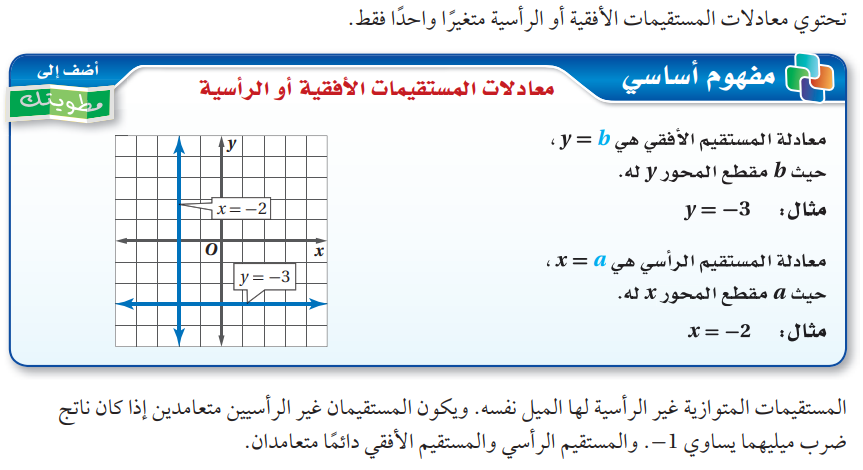 تحتوي معادلات المستقيمات الأفقية أو الرأسية متغيرًا واحدًا فقط.
مفهوم أساسي
معادلات المستقيمات الأفقية أو الرأسية
أضف إلى
مطويتك
معادلة المستقيم الأفقي هي y = b ،
حيث b مقطع المحور y له.
مثال: y = −3
معادلة المستقيم الرأسي هي x = a ،
حيث a مقطع المحور x له.
مثال: x = −2
y
x = −2
O
x
y = −3
المستقيمات المتوازية غير الرأسية لها الميل نفسه. ويكون المستقيمان غير الرأسيين متعامدين إذا كان ناتج
ضرب ميليهما يساوي 1−. والمستقيم الرأسي والمستقيم الأفقي دائمًا متعامدان.